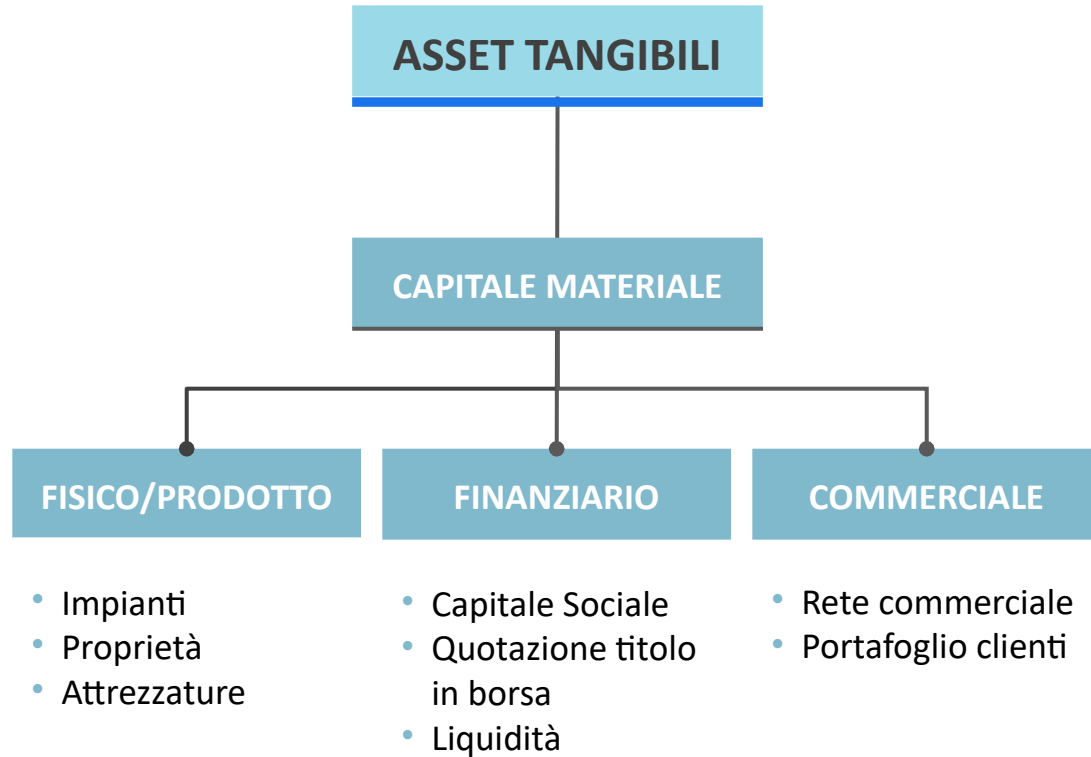 ASSET TANGIBILI
CAPITALE MATERIALE
FISICO/PRODOTTO
FINANZIARIO
COMMERCIALE
• Impianti
• Proprietà
• Attrezzature
• Capitale Sociale
• Quotazione titolo
in borsa
• Liquidità
• Rete commerciale
• Portafoglio clienti